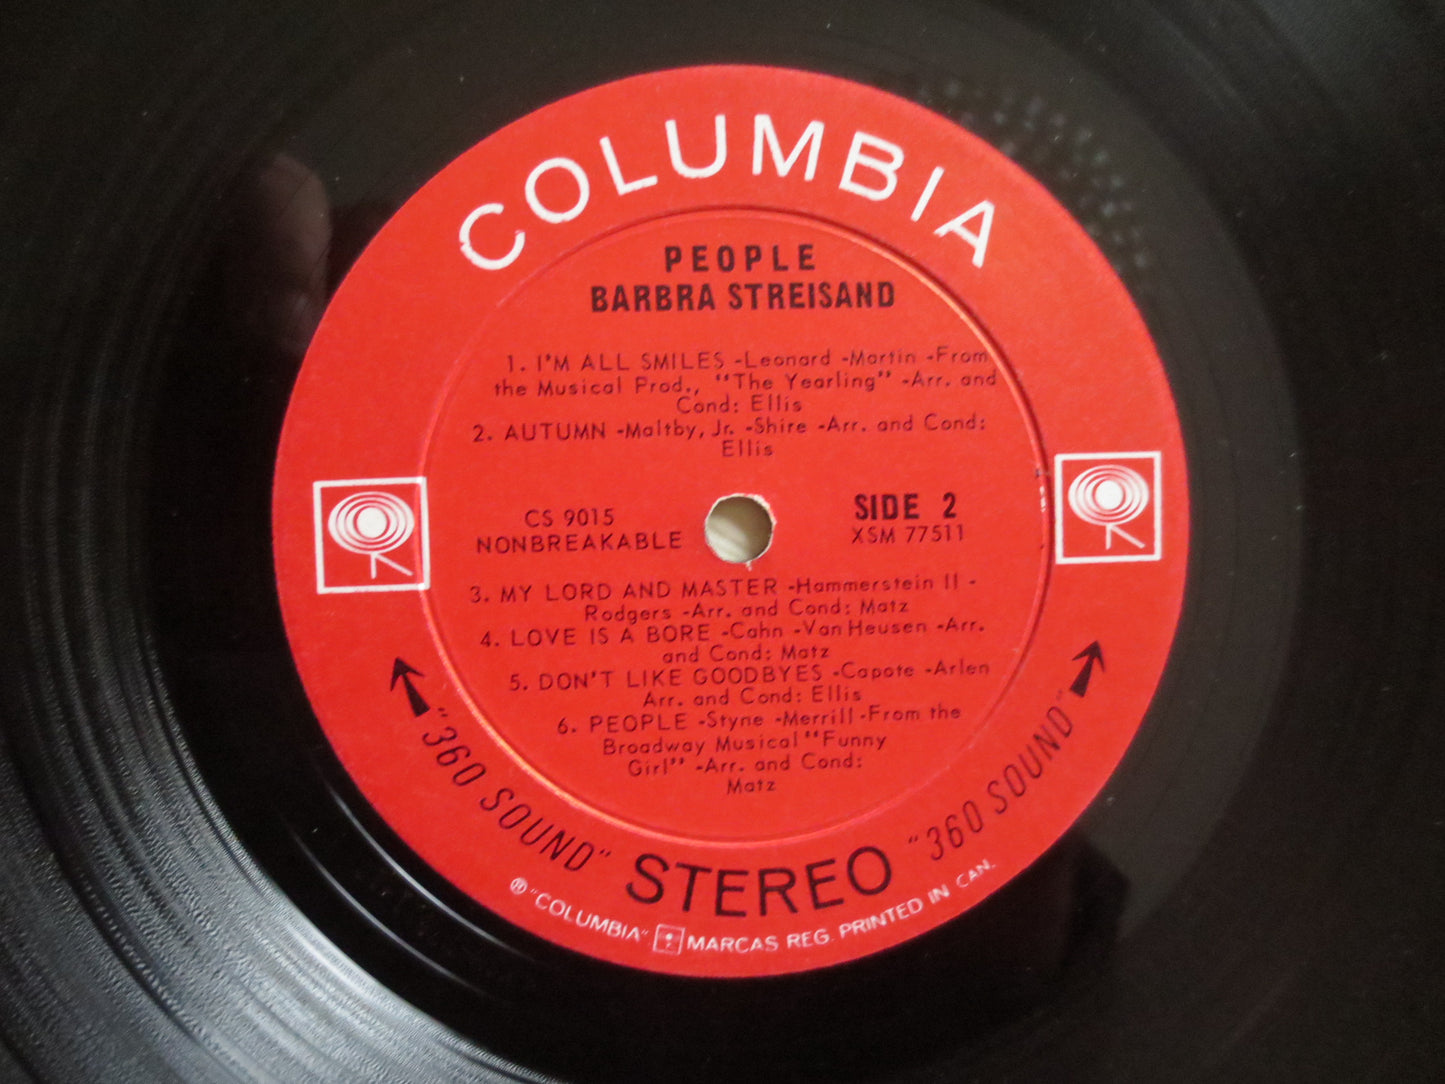 COLUMBIA
PEOPLE
BARBRA STREISAND
1. I'M ALL SMILES -Leonard -Martin -From
the Musical Prod., "The Yearling" -Arr. and
Cond: Ellis
2. AUTUMN -Maltby, Jr. -Shire -Arr. and Cond:
Ellis
CS 9015
NONBREAKABLE
SIDE 2
XSM 77511
3. MY LORD AND MASTER -Hammerstein II -
Rodgers -Arr. and Cond: Matz
4. LOVE IS A BORE -Cahn -Van Heusen -Arr.
and Cond: Matz
5. DON'T LIKE GOODBYES -Capote -Arlen
Arr. and Cond: Ellis
6. PEOPLE -Styne -Merrill -From the
Broadway Musical "Funny
Girl" -Arr. and Cond:
Matz
"360 SOUND" STEREO "360 SOUND"
® "COLUMBIA", MARCAS REG. PRINTED IN CAN.